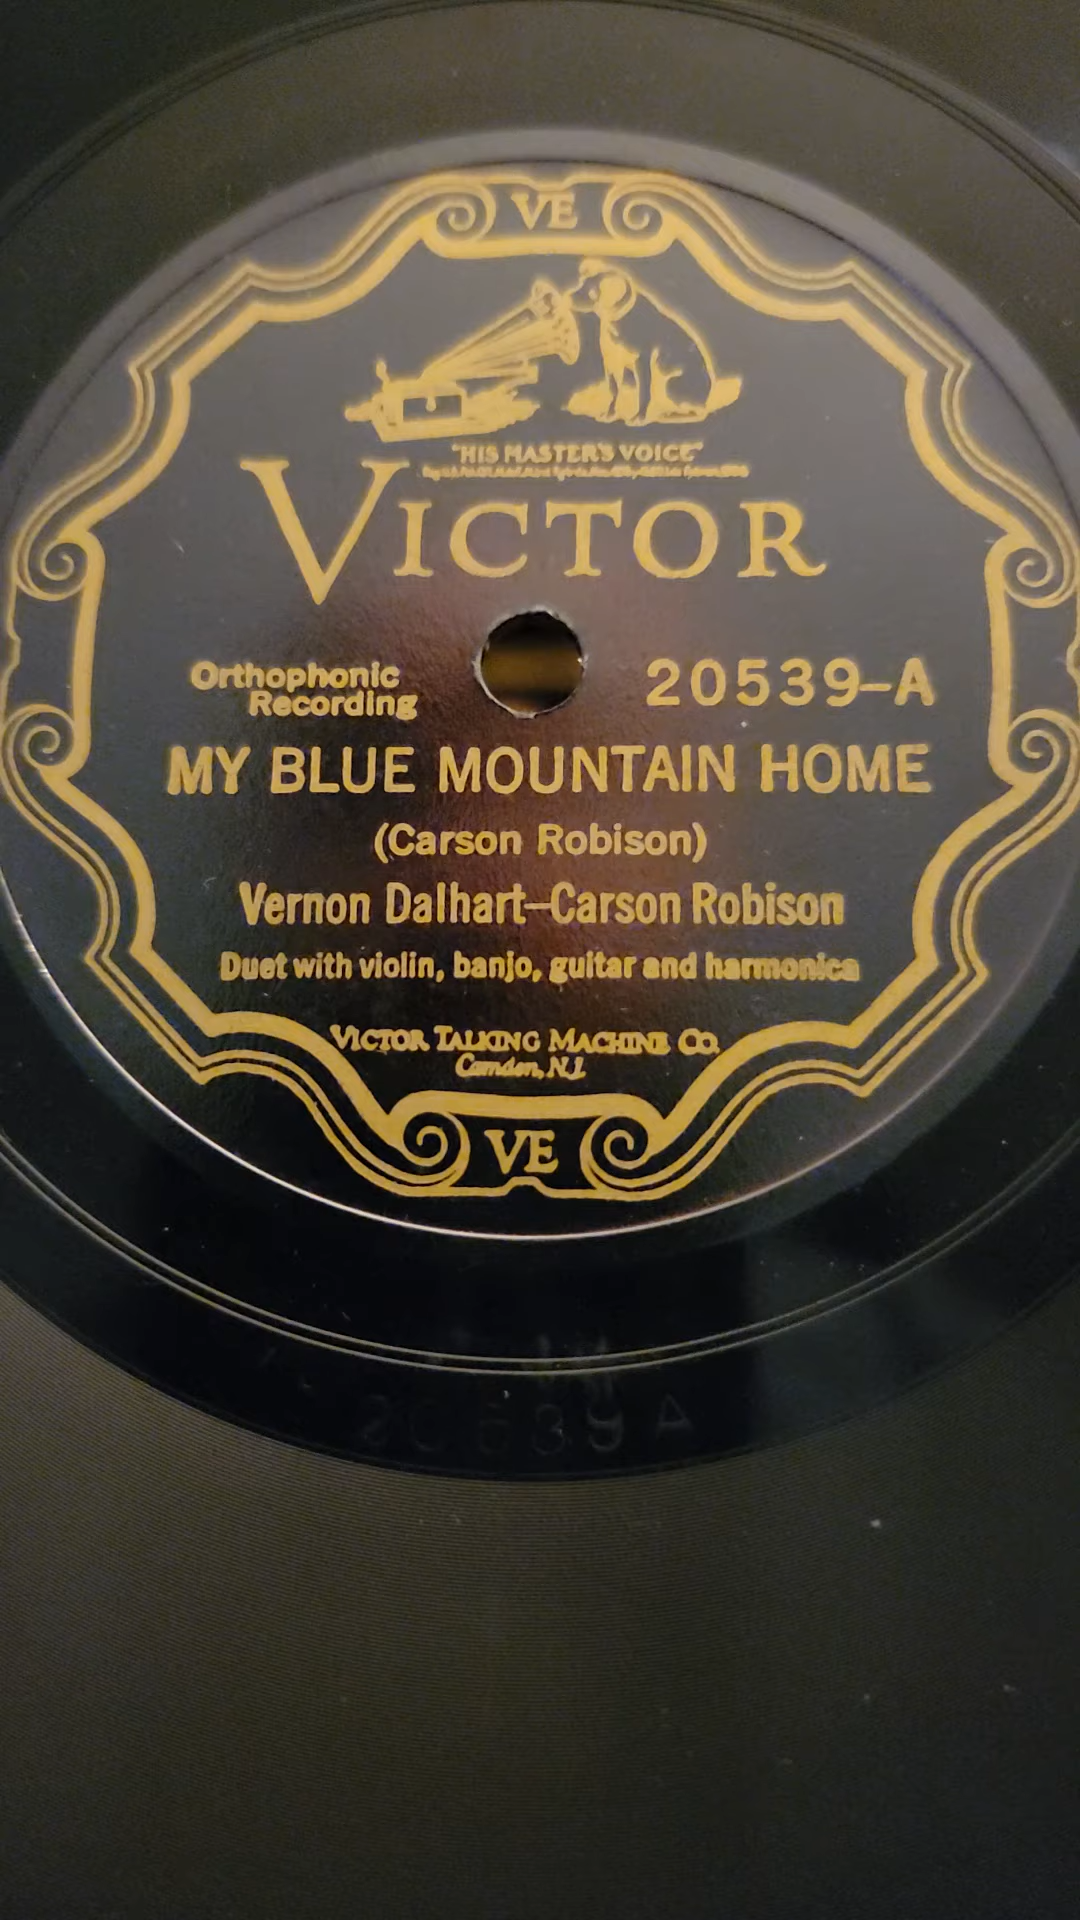 VE
"HIS MASTER'S VOICE"
VICTOR
Orthophonic
Recording
20539-A
MY BLUE MOUNTAIN HOME
(Carson Robison)
Vernon Dalhart-Carson Robison
Duet with violin, banjo, guitar and harmonica
VICTOR TALKING MACHINE CO.
Camden, N.J.
VE
20539 A